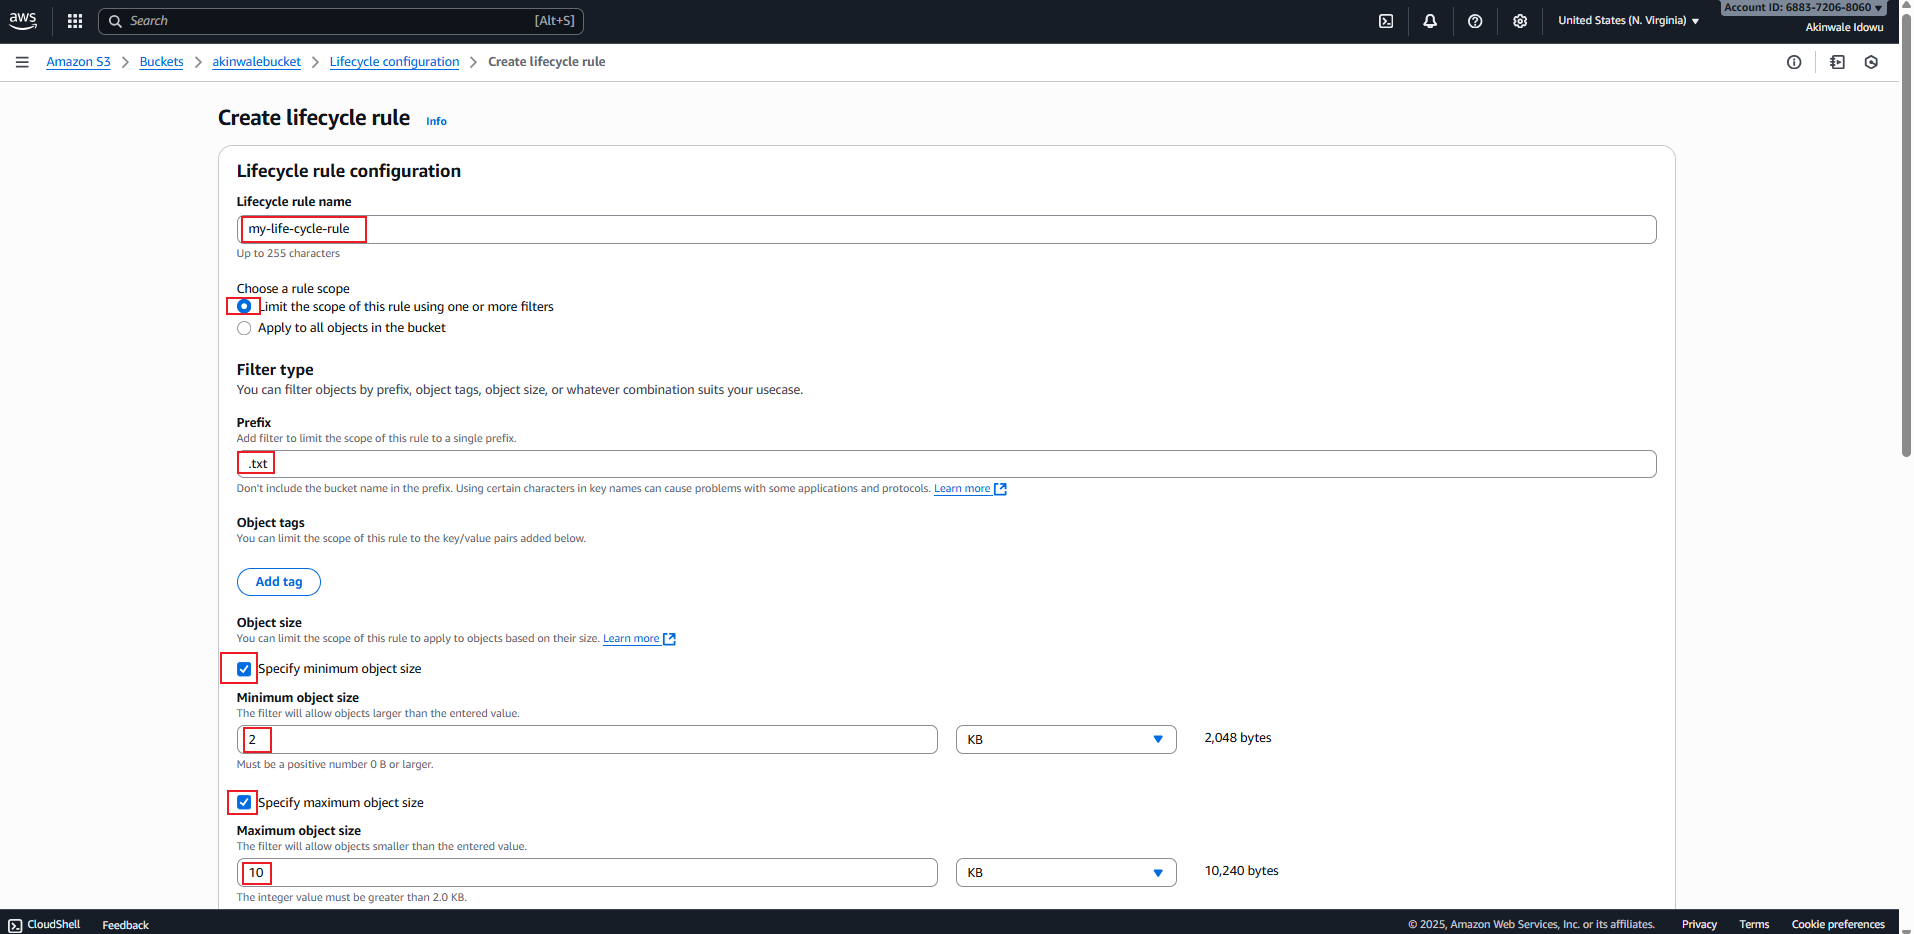 aws Search [Alt+S] United States (N. Virginia) Account ID: 6883-7206-8060
Akinwale Idowu
Amazon S3 > Buckets > akinwalebucket > Lifecycle configuration > Create lifecycle rule
Create lifecycle rule Info
Lifecycle rule configuration
Lifecycle rule name
my-life-cycle-rule
Up to 255 characters
Choose a rule scope
Limit the scope of this rule using one or more filters
Apply to all objects in the bucket
Filter type
You can filter objects by prefix, object tags, object size, or whatever combination suits your usecase.
Prefix
Add filter to limit the scope of this rule to a single prefix.
.txt
Don't include the bucket name in the prefix. Using certain characters in key names can cause problems with some applications and protocols. Learn more
Object tags
You can limit the scope of this rule to the key/value pairs added below.
Add tag
Object size
You can limit the scope of this rule to apply to objects based on their size. Learn more
Specify minimum object size
Minimum object size
The filter will allow objects larger than the entered value.
2 KB 2,048 bytes
Must be a positive number 0 B or larger.
Specify maximum object size
Maximum object size
The filter will allow objects smaller than the entered value.
10 KB 10,240 bytes
The integer value must be greater than 2.0 KB.
CloudShell Feedback © 2025, Amazon Web Services, Inc. or its affiliates. Privacy Terms Cookie preferences